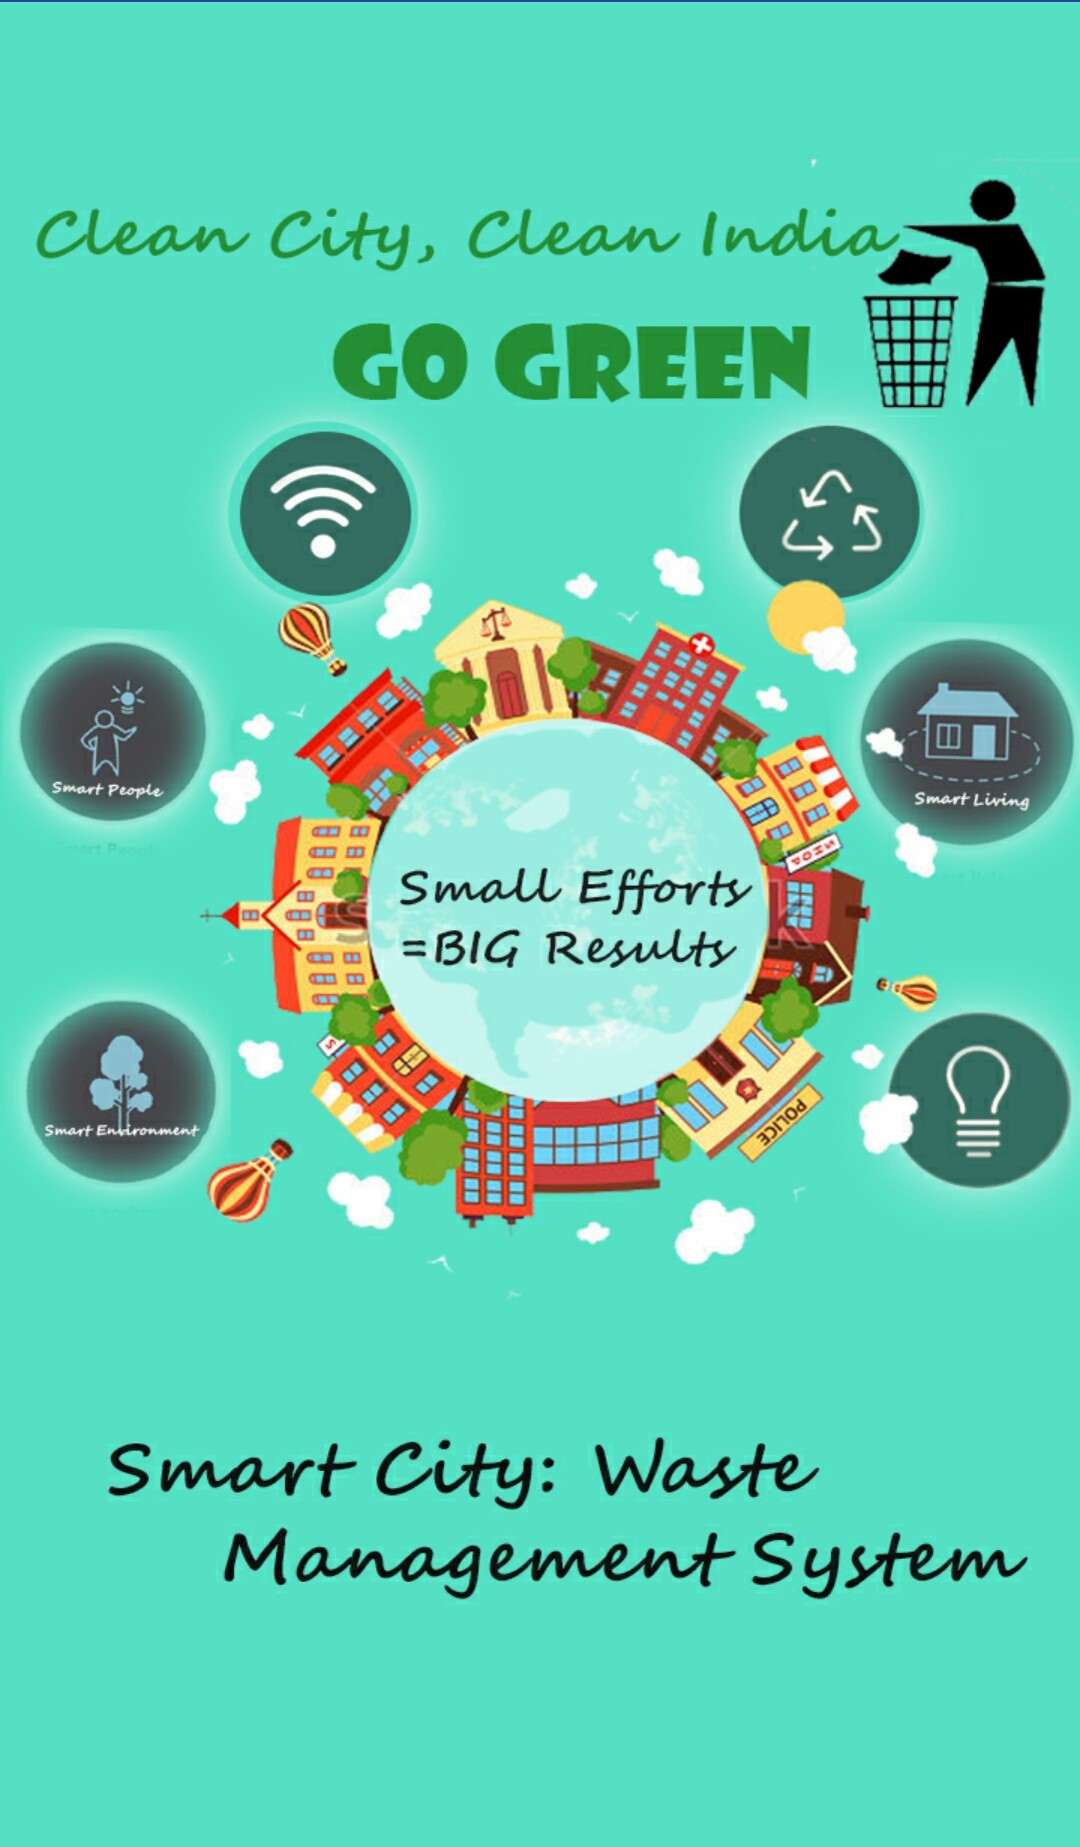 Clean City, Clean India
GO GREEN
Smart People
Smart Living
SHOP
Small Efforts
=BIG Results
Smart Environment
POLICE
Smart City: Waste
Management System